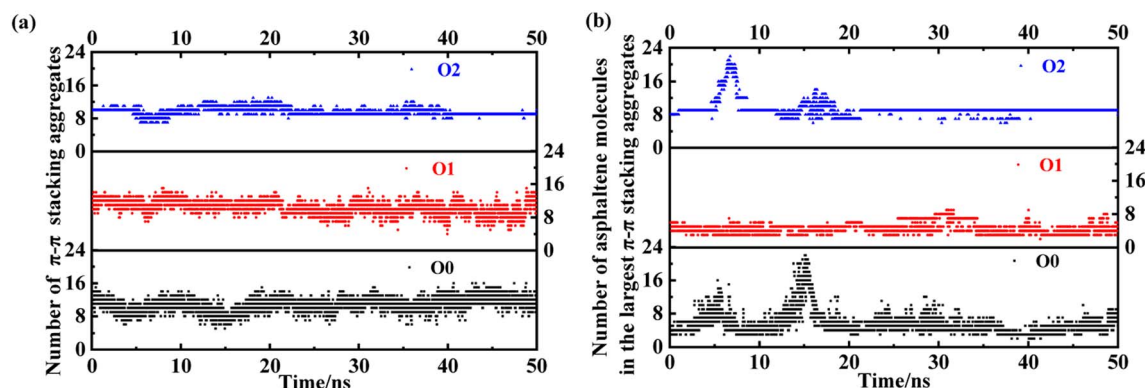 (a)
0 10 20 30 40 50
Number of π-π stacking aggregates
24
16
8
0
O2
24
16
8
0
O1
24
16
8
0
O0
0 10 20 30 40 50
Time/ns
(b)
0 10 20 30 40 50
Number of asphaltene molecules
in the largest π-π stacking aggregates
24
16
8
0
O2
24
16
8
0
O1
24
16
8
0
O0
0 10 20 30 40 50
Time/ns